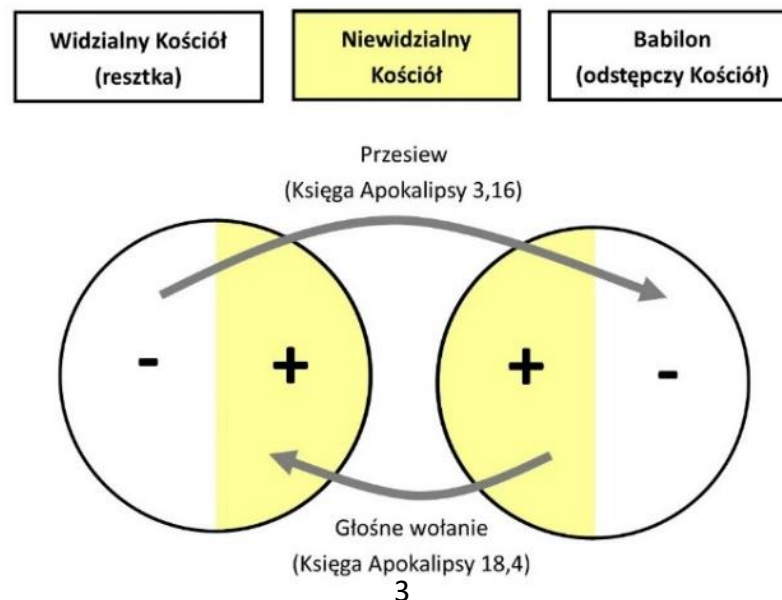 Widzialny Kościół
(resztka)
Niewidzialny
Kościół
Babilon
(odstępczy Kościół)
Przesiew
(Księga Apokalipsy 3,16)
- + + -
Głośne wołanie
(Księga Apokalipsy 18,4)
3